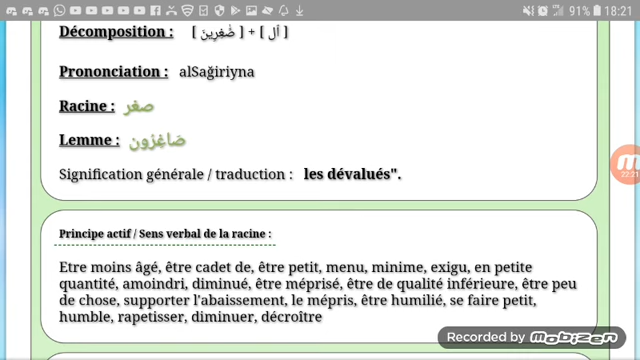 91% 18:21
Décomposition : [ صَّٰغِرِينَ ] + [ ٱل ]
Prononciation : alSağiriyna
Racine : صغر
Lemme : صَاغِرُون
Signification générale / traduction : les dévalués".
Principe actif / Sens verbal de la racine :
Etre moins âgé, être cadet de, être petit, menu, minime, exigu, en petite
quantité, amoindri, diminué, être méprisé, être de qualité inférieure, être peu
de chose, supporter l'abaissement, le mépris, être humilié, se faire petit,
humble, rapetisser, diminuer, décroître
22:21
Recorded by Mobizen